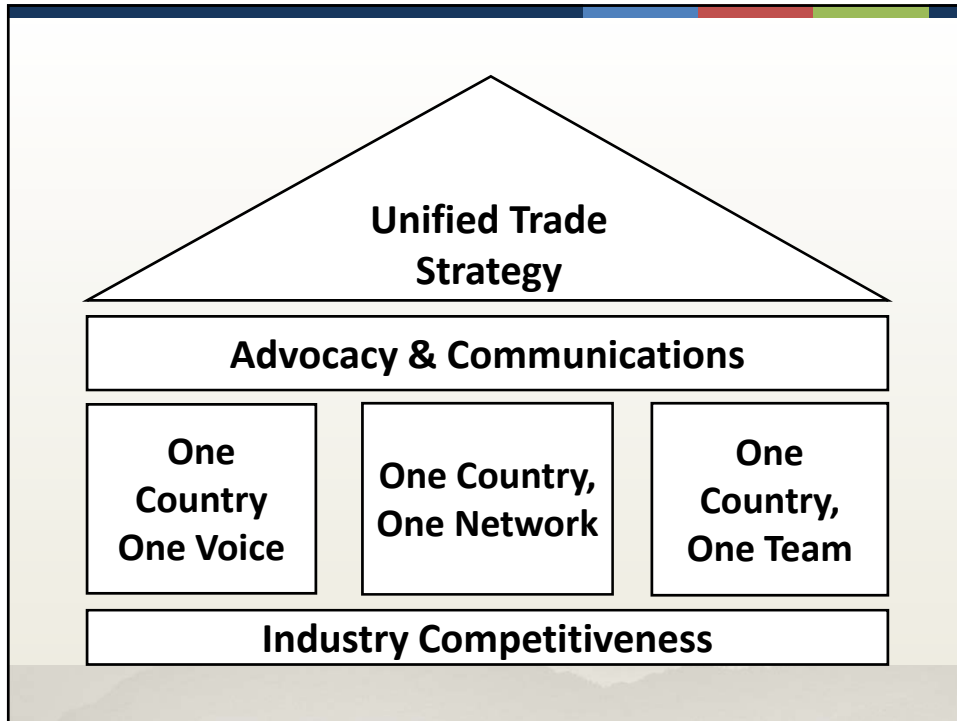 Unified Trade
Strategy
Advocacy & Communications
One
Country
One Voice
One Country,
One Network
One
Country,
One Team
Industry Competitiveness